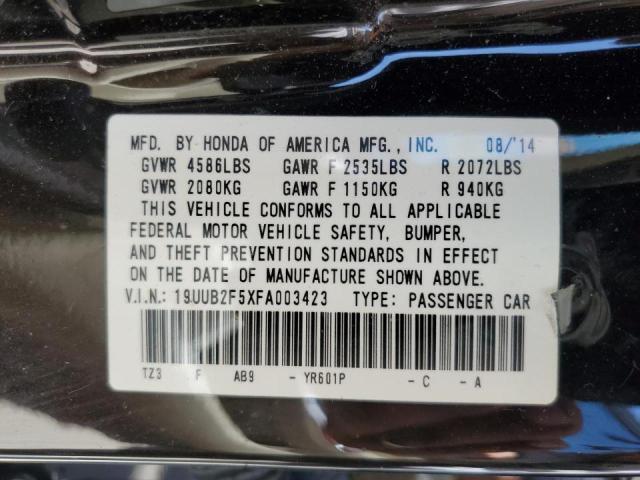 MFD. BY HONDA OF AMERICA MFG., INC. 08/'14
GVWR 4586LBS GAWR F 2535LBS R 2072LBS
GVWR 2080KG GAWR F 1150KG R 940KG
THIS VEHICLE CONFORMS TO ALL APPLICABLE
FEDERAL MOTOR VEHICLE SAFETY, BUMPER,
AND THEFT PREVENTION STANDARDS IN EFFECT
ON THE DATE OF MANUFACTURE SHOWN ABOVE.
V.I.N.: 19UUB2F5XFA003423 TYPE: PASSENGER CAR
TZ3 F AB9 - YR601P - C - A